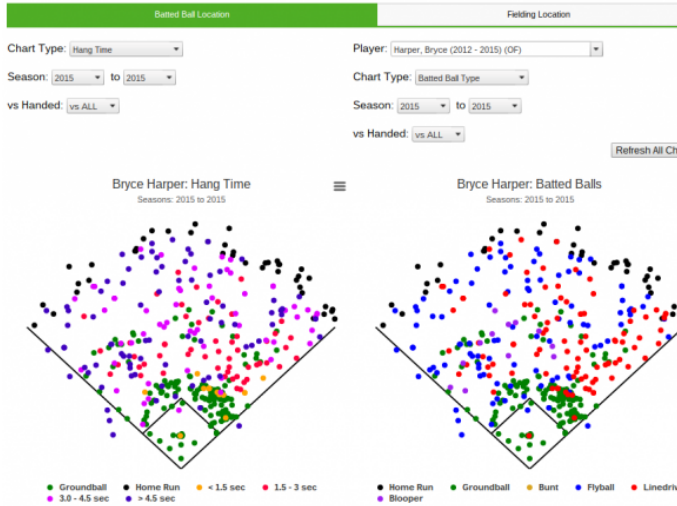 Batted Ball Location Fielding Location
Chart Type: Hang Time Player: Harper, Bryce (2012 - 2015) (OF)
Season: 2015 to 2015 Chart Type: Batted Ball Type
vs Handed: vs ALL Season: 2015 to 2015
vs Handed: vs ALL
Refresh All Ch
Bryce Harper: Hang Time Bryce Harper: Batted Balls
Seasons: 2015 to 2015 Seasons: 2015 to 2015
Groundball Home Run < 1.5 sec 1.5 - 3 sec Home Run Groundball Bunt Flyball Linedriv
3.0 - 4.5 sec > 4.5 sec Blooper